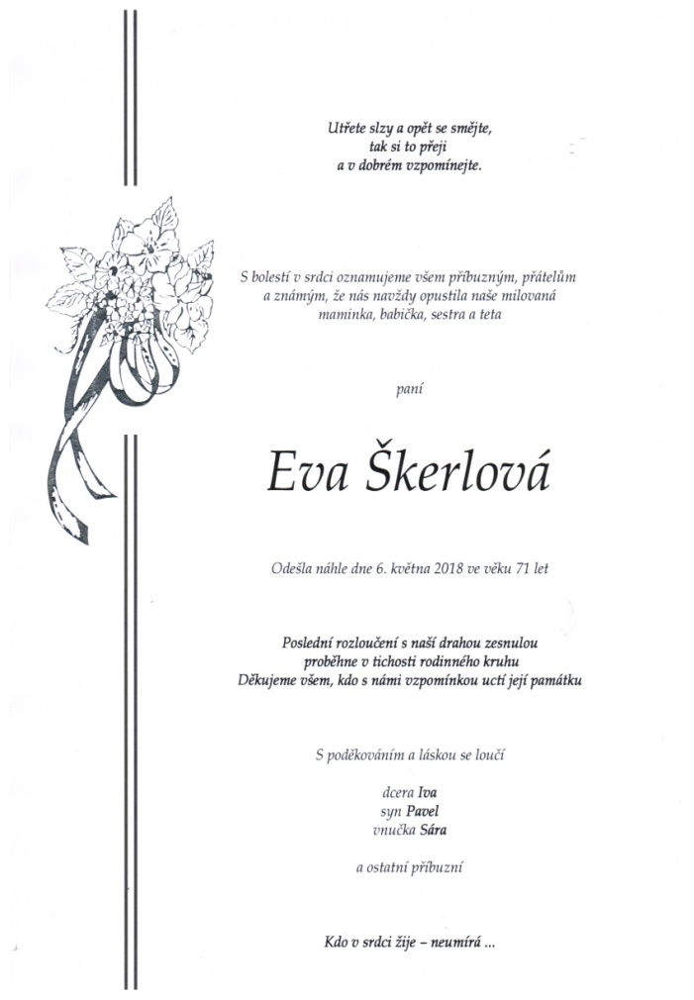 Utřete slzy a opět se smějte,
tak si to přeji
a v dobrém vzpomínejte.
S bolestí v srdci oznamujeme všem příbuzným, přátelům
a známým, že nás navždy opustila naše milovaná
maminka, babička, sestra a teta
paní
Eva Škerlová
Odešla náhle dne 6. května 2018 ve věku 71 let
Poslední rozloučení s naší drahou zesnulou
proběhne v tichosti rodinného kruhu
Děkujeme všem, kdo s námi vzpomínkou uctí její památku
S poděkováním a láskou se loučí
dcera Iva
syn Pavel
vnučka Sára
a ostatní příbuzní
Kdo v srdci žije – neumírá ...